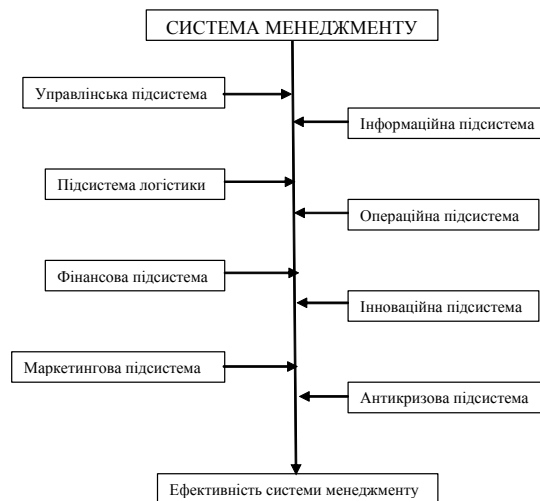 СИСТЕМА МЕНЕДЖМЕНТУ
Управлінська підсистема
Інформаційна підсистема
Підсистема логістики
Операційна підсистема
Фінансова підсистема
Інноваційна підсистема
Маркетингова підсистема
Антикризова підсистема
Ефективність системи менеджменту